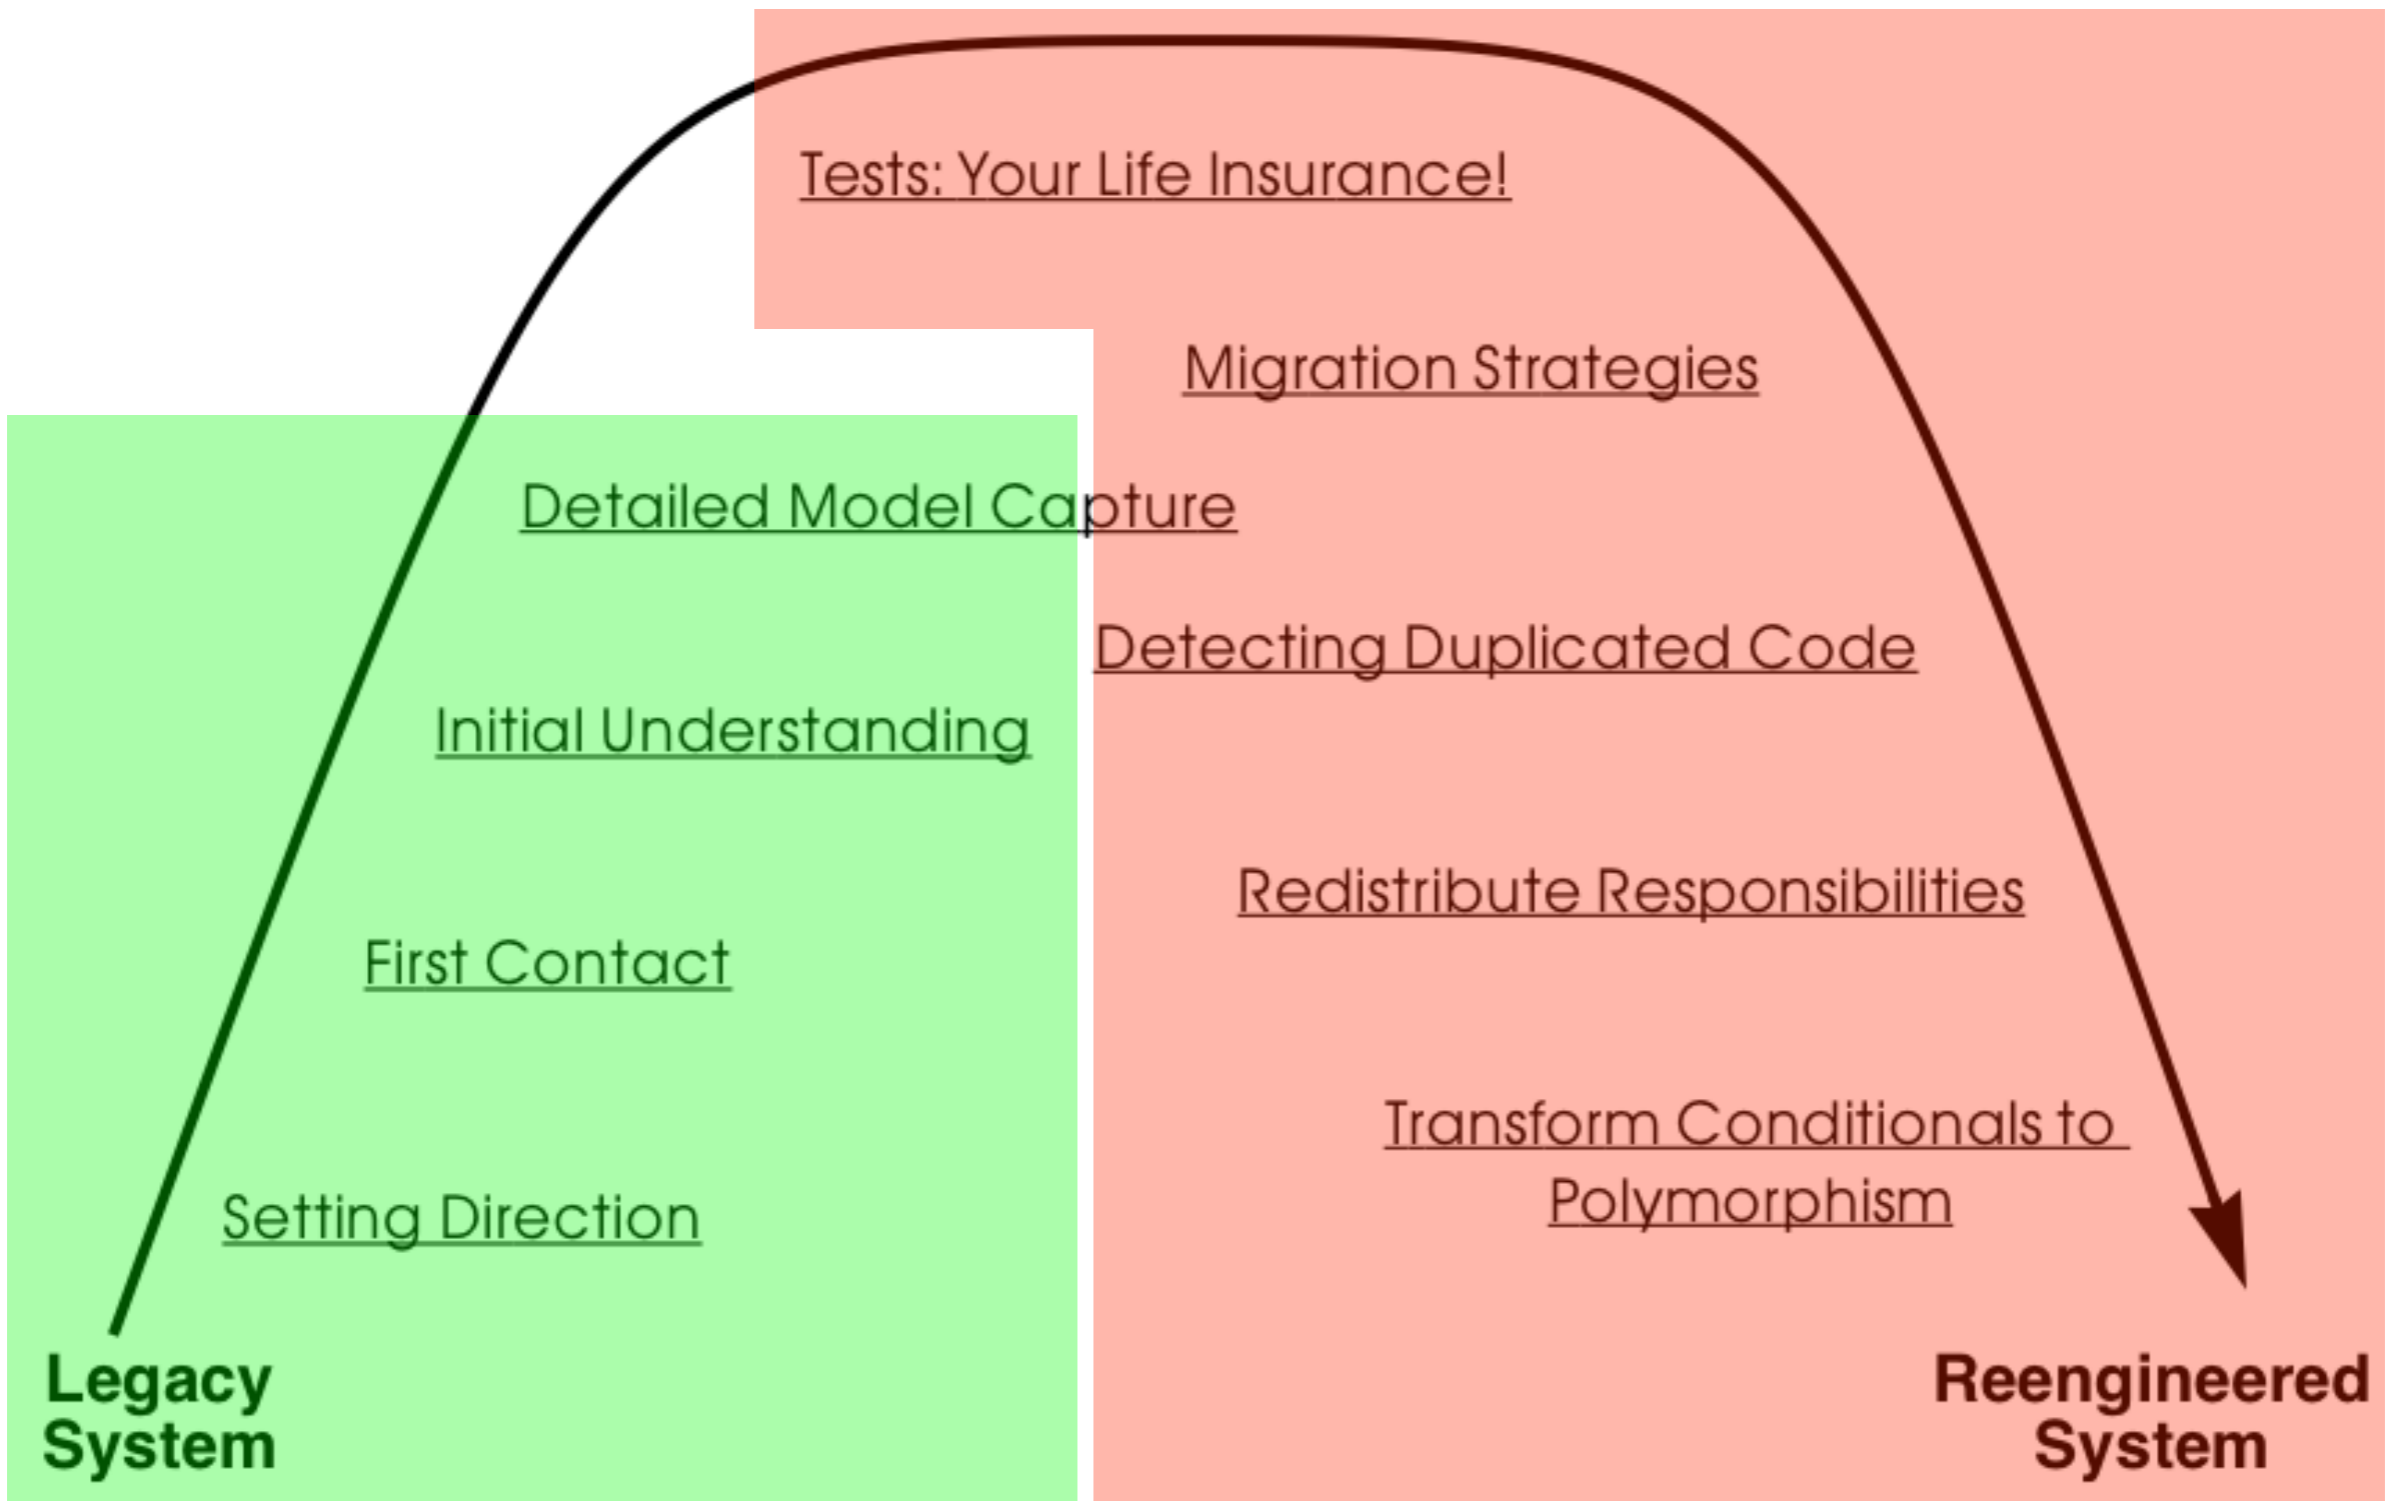 Tests: Your Life Insurance!
Migration Strategies
Detailed Model Capture
Detecting Duplicated Code
Initial Understanding
Redistribute Responsibilities
First Contact
Transform Conditionals to
Polymorphism
Setting Direction
Legacy
System
Reengineered
System